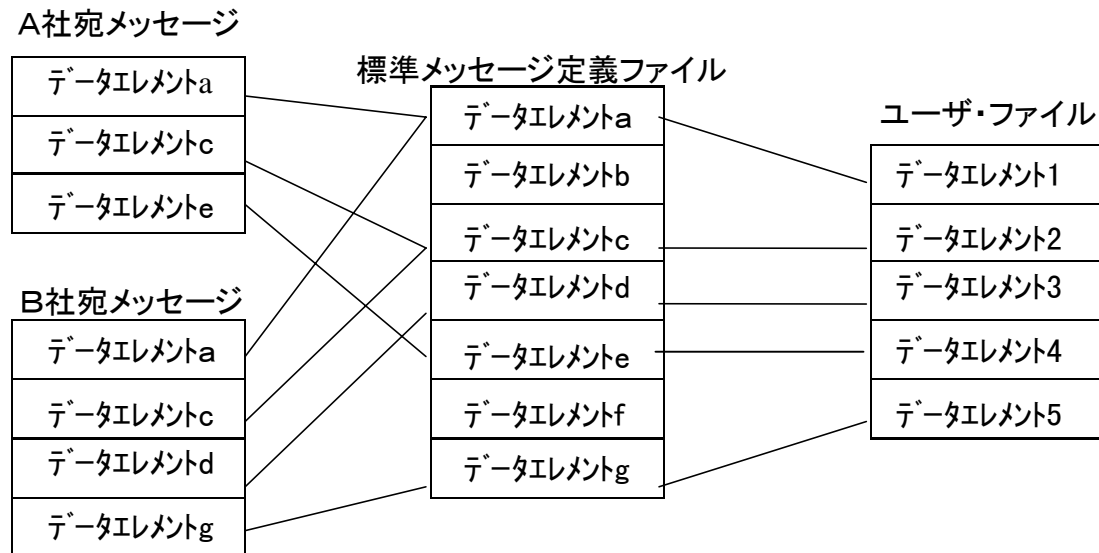 A社宛メッセージ
ﾃﾞｰﾀｴﾚﾒﾝﾄa
ﾃﾞｰﾀｴﾚﾒﾝﾄc
ﾃﾞｰﾀｴﾚﾒﾝﾄe
B社宛メッセージ
ﾃﾞｰﾀｴﾚﾒﾝﾄa
ﾃﾞｰﾀｴﾚﾒﾝﾄc
ﾃﾞｰﾀｴﾚﾒﾝﾄd
ﾃﾞｰﾀｴﾚﾒﾝﾄg
標準メッセージ定義ファイル
ﾃﾞｰﾀｴﾚﾒﾝﾄa
ﾃﾞｰﾀｴﾚﾒﾝﾄb
ﾃﾞｰﾀｴﾚﾒﾝﾄc
ﾃﾞｰﾀｴﾚﾒﾝﾄd
ﾃﾞｰﾀｴﾚﾒﾝﾄe
ﾃﾞｰﾀｴﾚﾒﾝﾄf
ﾃﾞｰﾀｴﾚﾒﾝﾄg
ユーザ・ファイル
ﾃﾞｰﾀｴﾚﾒﾝﾄ1
ﾃﾞｰﾀｴﾚﾒﾝﾄ2
ﾃﾞｰﾀｴﾚﾒﾝﾄ3
ﾃﾞｰﾀｴﾚﾒﾝﾄ4
ﾃﾞｰﾀｴﾚﾒﾝﾄ5